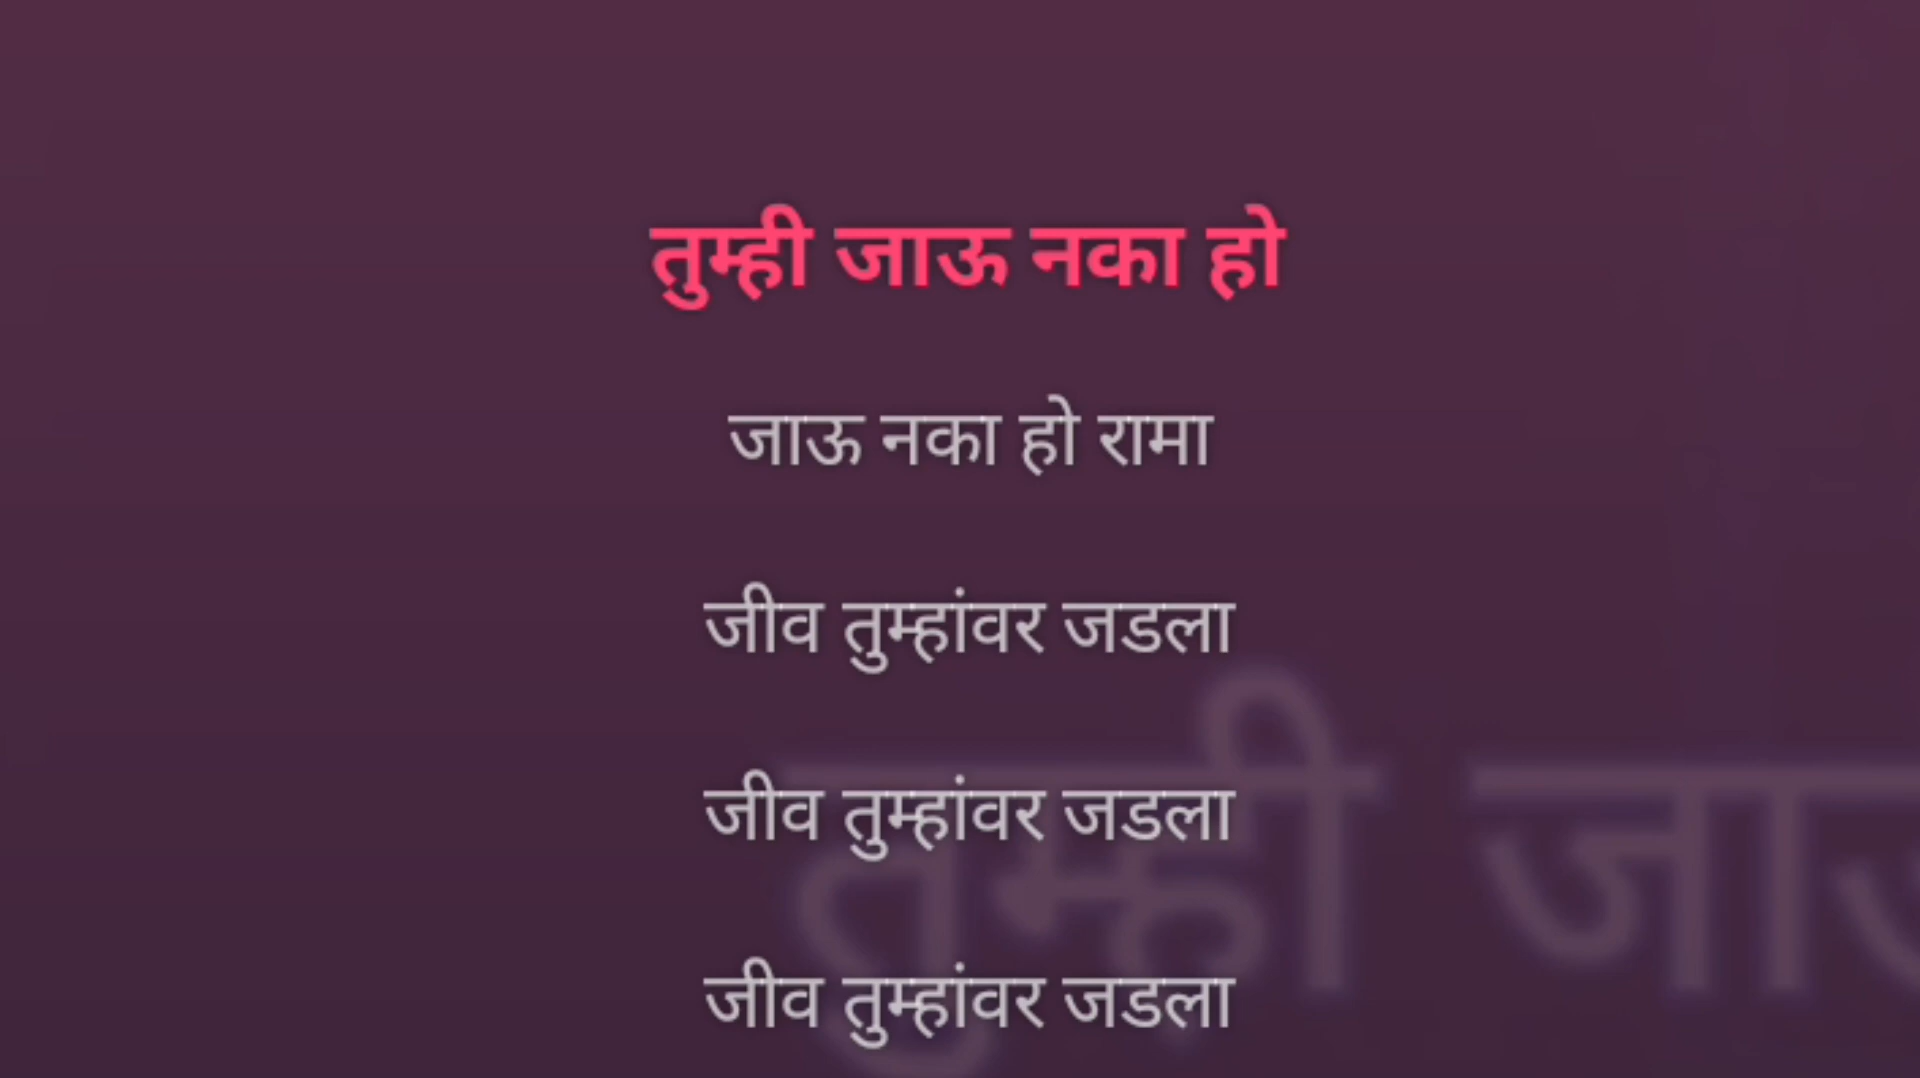 तुम्ही जाऊ नका हो
जाऊ नका हो रामा
जीव तुम्हांवर जडला
जीव तुम्हांवर जडला
जीव तुम्हांवर जडला
तुम्ही जाऊ